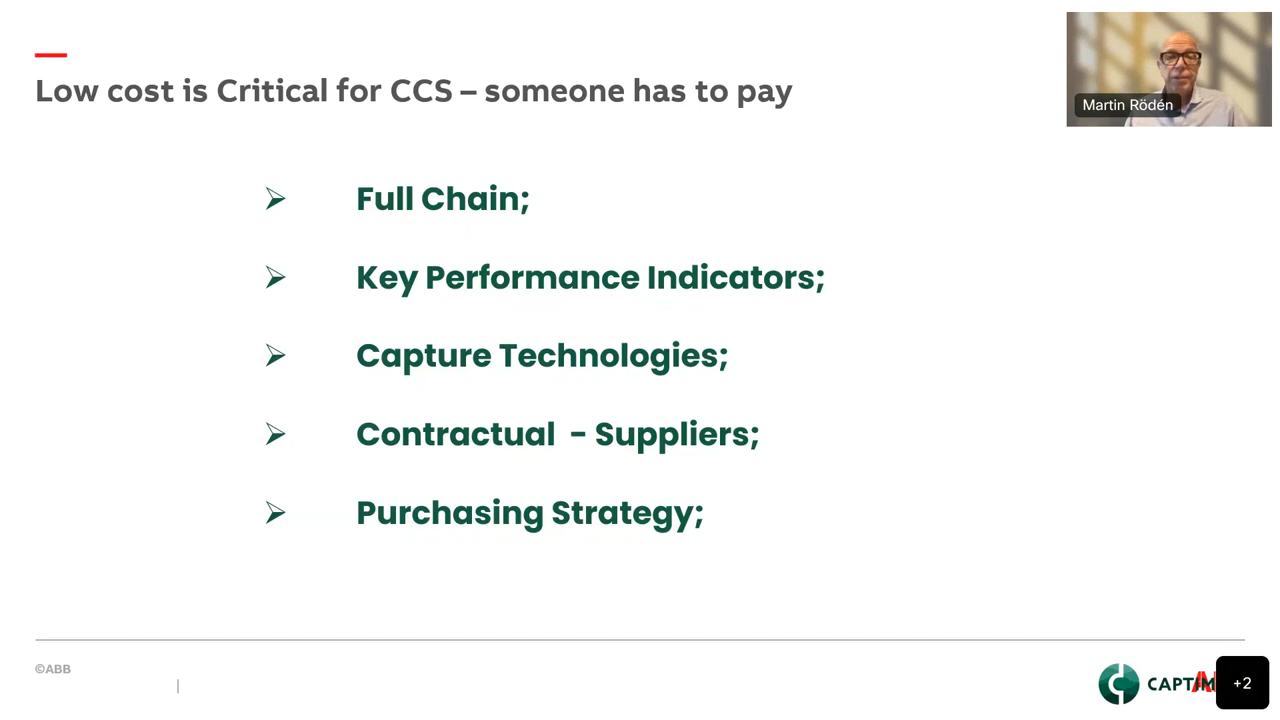 Low cost is Critical for CCS – someone has to pay
Martin Rödén
➢ Full Chain;
➢ Key Performance Indicators;
➢ Capture Technologies;
➢ Contractual - Suppliers;
➢ Purchasing Strategy;
©ABB
|
+2